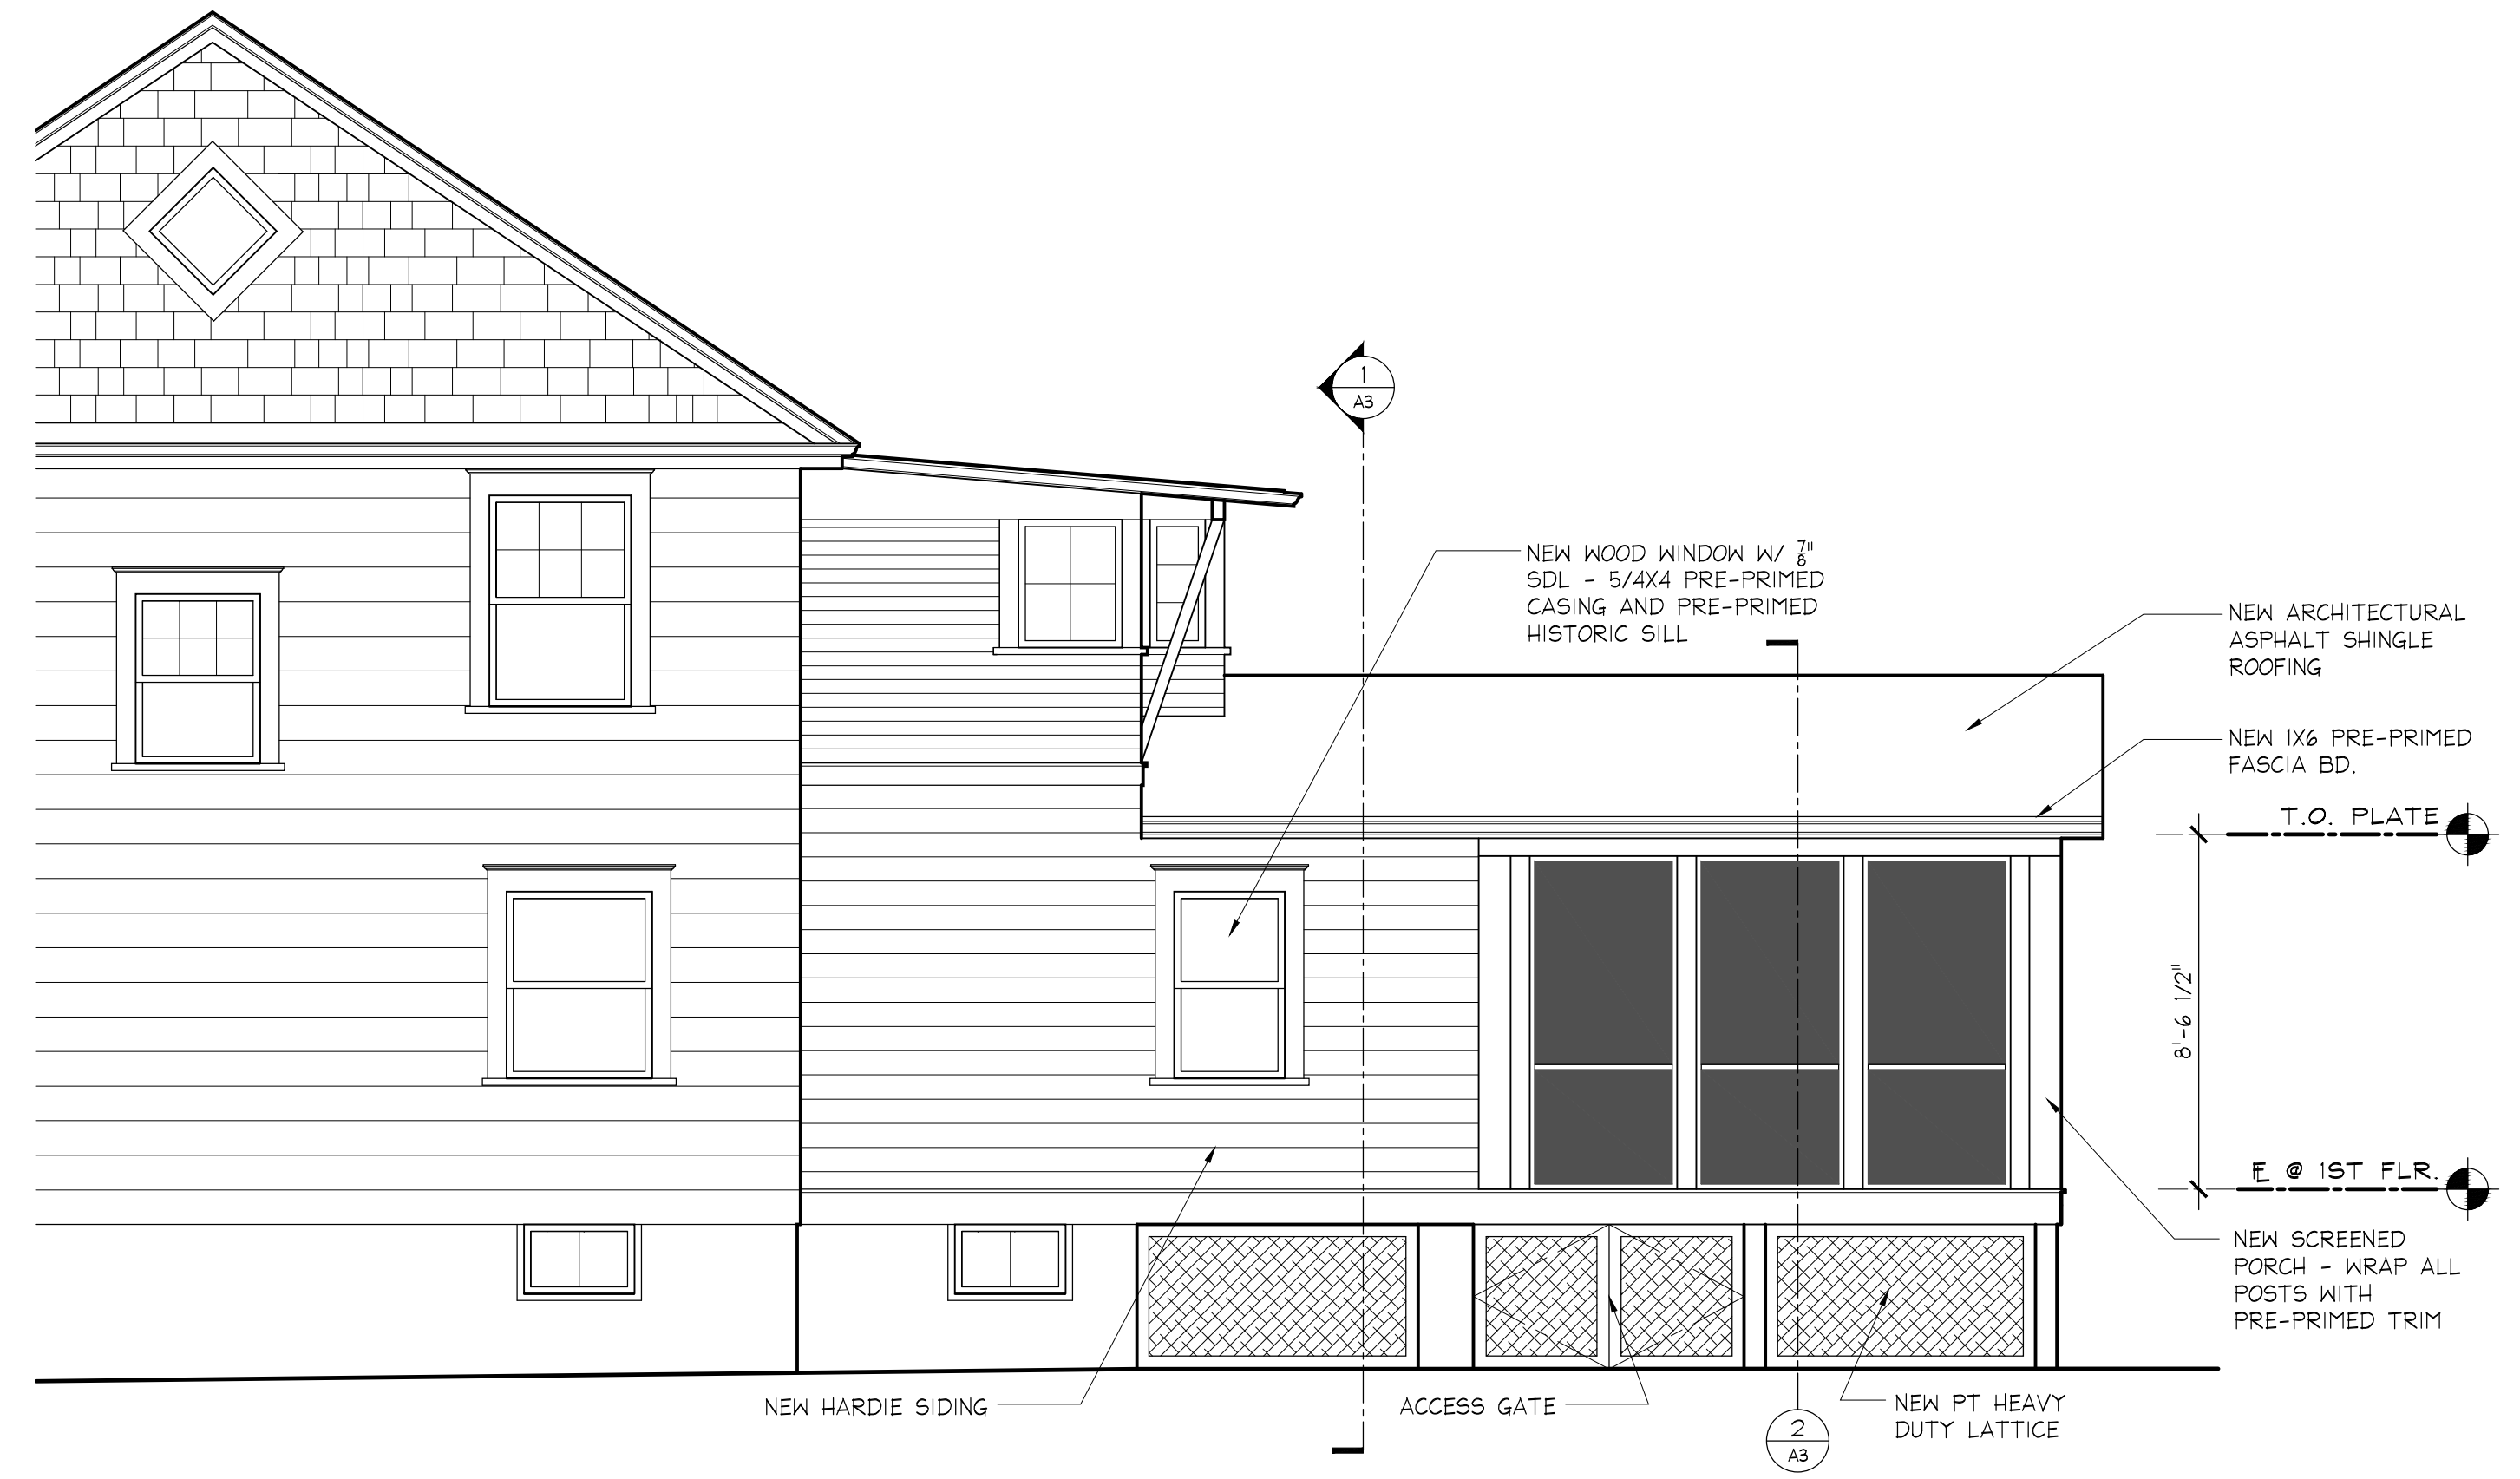 1
A3
NEW WOOD WINDOW W/ 7/8"
SDL - 5/4X4 PRE-PRIMED
CASING AND PRE-PRIMED
HISTORIC SILL
NEW ARCHITECTURAL
ASPHALT SHINGLE
ROOFING
NEW 1X6 PRE-PRIMED
FASCIA BD.
T.O. PLATE
8'-6 1/2"
E @ 1ST FLR.
NEW SCREENED
PORCH - WRAP ALL
POSTS WITH
PRE-PRIMED TRIM
NEW HARDIE SIDING
ACCESS GATE
NEW PT HEAVY
DUTY LATTICE
2
A3